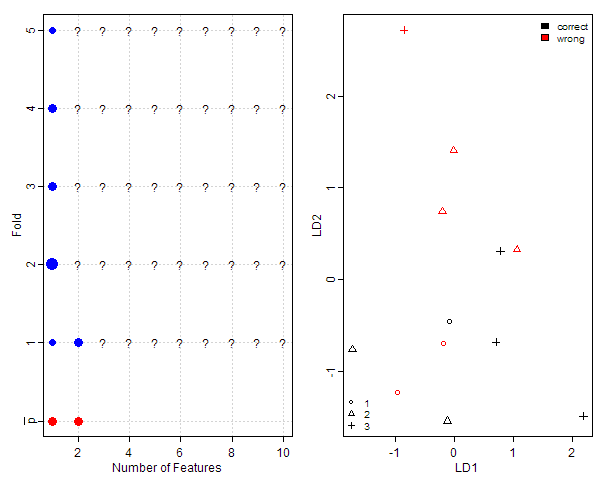 5 ? ? ? ? ? ? ? ? ?
4 ? ? ? ? ? ? ? ? ?
3 ? ? ? ? ? ? ? ? ?
2 ? ? ? ? ? ? ? ? ?
1 ? ? ? ? ? ? ? ?
p̅
Fold
2 4 6 8 10
Number of Features
correct
wrong
2
1
0
-1
LD2
1
2
3
-1 0 1 2
LD1